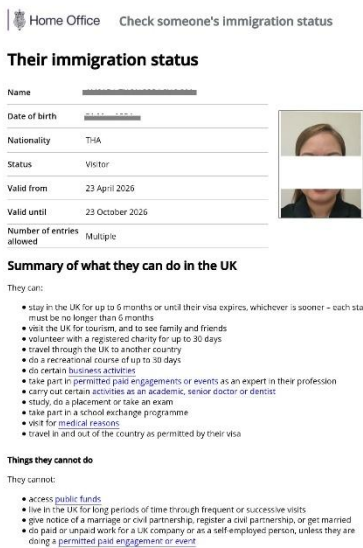 Home Office Check someone's immigration status
Their immigration status
Name
Date of birth
Nationality THA
Status Visitor
Valid from 23 April 2026
Valid until 23 October 2026
Number of entries allowed Multiple
Summary of what they can do in the UK
They can:
• stay in the UK for up to 6 months or until their visa expires, whichever is sooner – each sta
must be no longer than 6 months
• visit the UK for tourism, and to see family and friends
• volunteer with a registered charity for up to 30 days
• travel through the UK to another country
• do a recreational course of up to 30 days
• do certain business activities
• take part in permitted paid engagements or events as an expert in their profession
• carry out certain activities as an academic, senior doctor or dentist
• study, do a placement or take an exam
• take part in a school exchange programme
• visit for medical reasons
• travel in and out of the country as permitted by their visa
Things they cannot do
They cannot:
• access public funds
• live in the UK for long periods of time through frequent or successive visits
• give notice of a marriage or civil partnership, register a civil partnership, or get married
• do paid or unpaid work for a UK company or as a self-employed person, unless they are
doing a permitted paid engagement or event